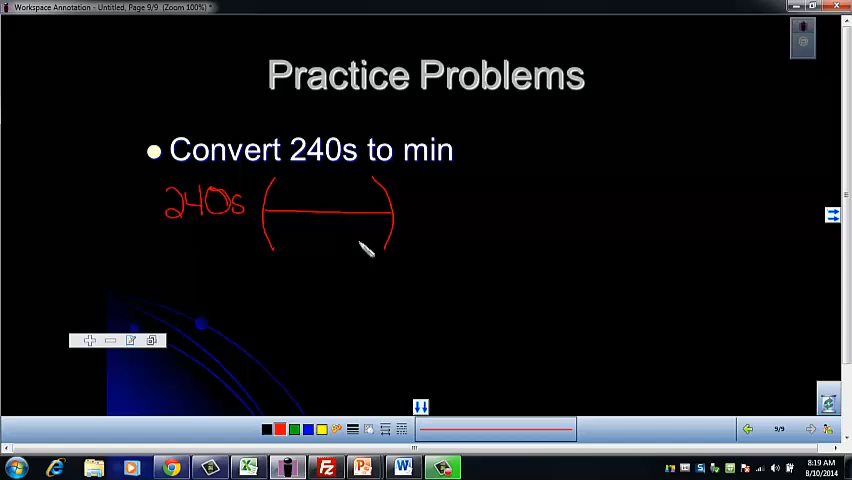 Workspace Annotation - Untitled, Page 9/9 (Zoom 100%) *
Practice Problems
Convert 240s to min
240s
9/9
8:19 AM
8/10/2014